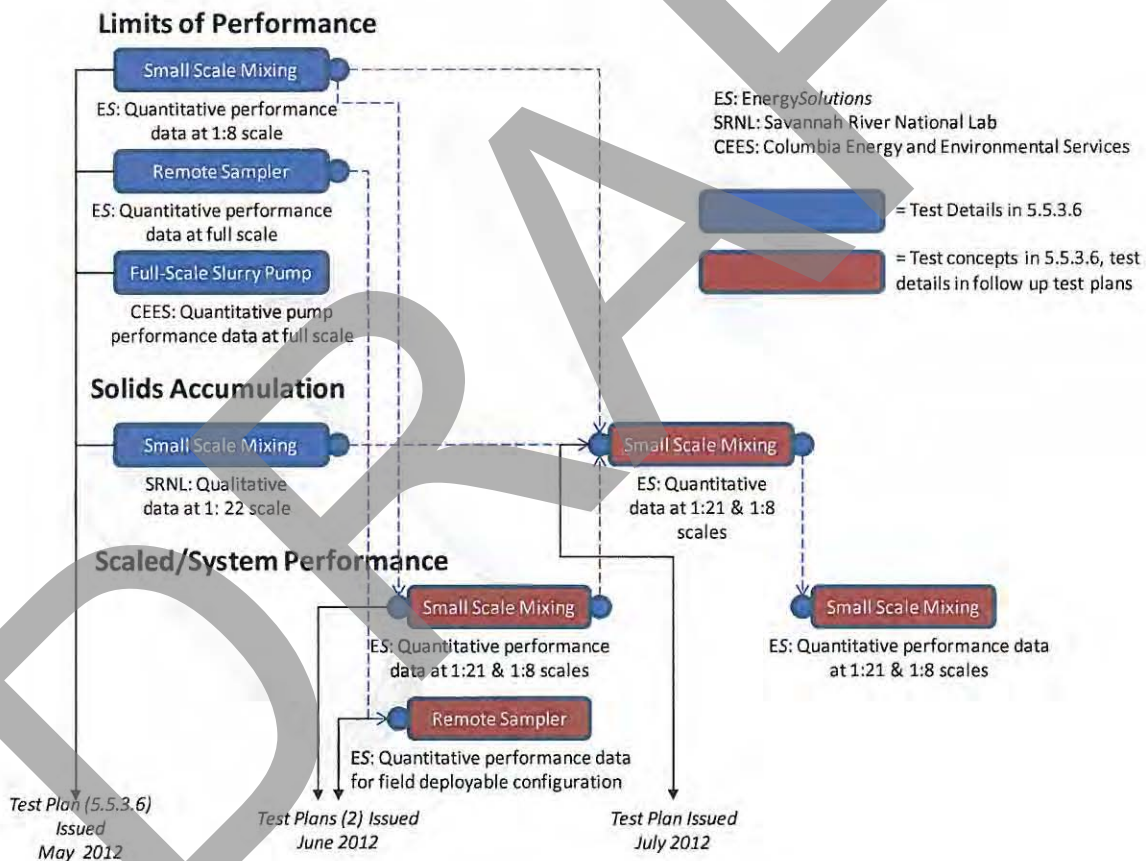 Limits of Performance
Small Scale Mixing
ES: Quantitative performance
data at 1:8 scale
Remote Sampler
ES: Quantitative performance
data at full scale
Full-Scale Slurry Pump
CEES: Quantitative pump
performance data at full scale
ES: EnergySolutions
SRNL: Savannah River National Lab
CEES: Columbia Energy and Environmental Services
= Test Details in 5.5.3.6
= Test concepts in 5.5.3.6, test
details in follow up test plans
Solids Accumulation
Small Scale Mixing
SRNL: Qualitative
data at 1: 22 scale
Small Scale Mixing
ES: Quantitative
data at 1:21 & 1:8
scales
Scaled/System Performance
Small Scale Mixing
ES: Quantitative performance
data at 1:21 & 1:8 scales
Small Scale Mixing
ES: Quantitative performance data
at 1:21 & 1:8 scales
Remote Sampler
ES: Quantitative performance data
for field deployable configuration
Test Plan (5.5.3.6)
Issued
May 2012
Test Plans (2) Issued
June 2012
Test Plan Issued
July 2012
DRAF